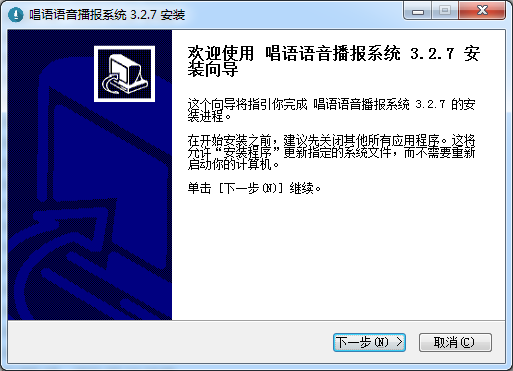 唱语语音播报系统 3.2.7 安装
欢迎使用 唱语语音播报系统 3.2.7 安
装向导
这个向导将指引你完成 唱语语音播报系统 3.2.7 的安
装进程。
在开始安装之前，建议先关闭其他所有应用程序。这将
允许“安装程序”更新指定的系统文件，而不需要重新
启动你的计算机。
单击 [下一步(N)] 继续。
下一步(N) >
取消(C)